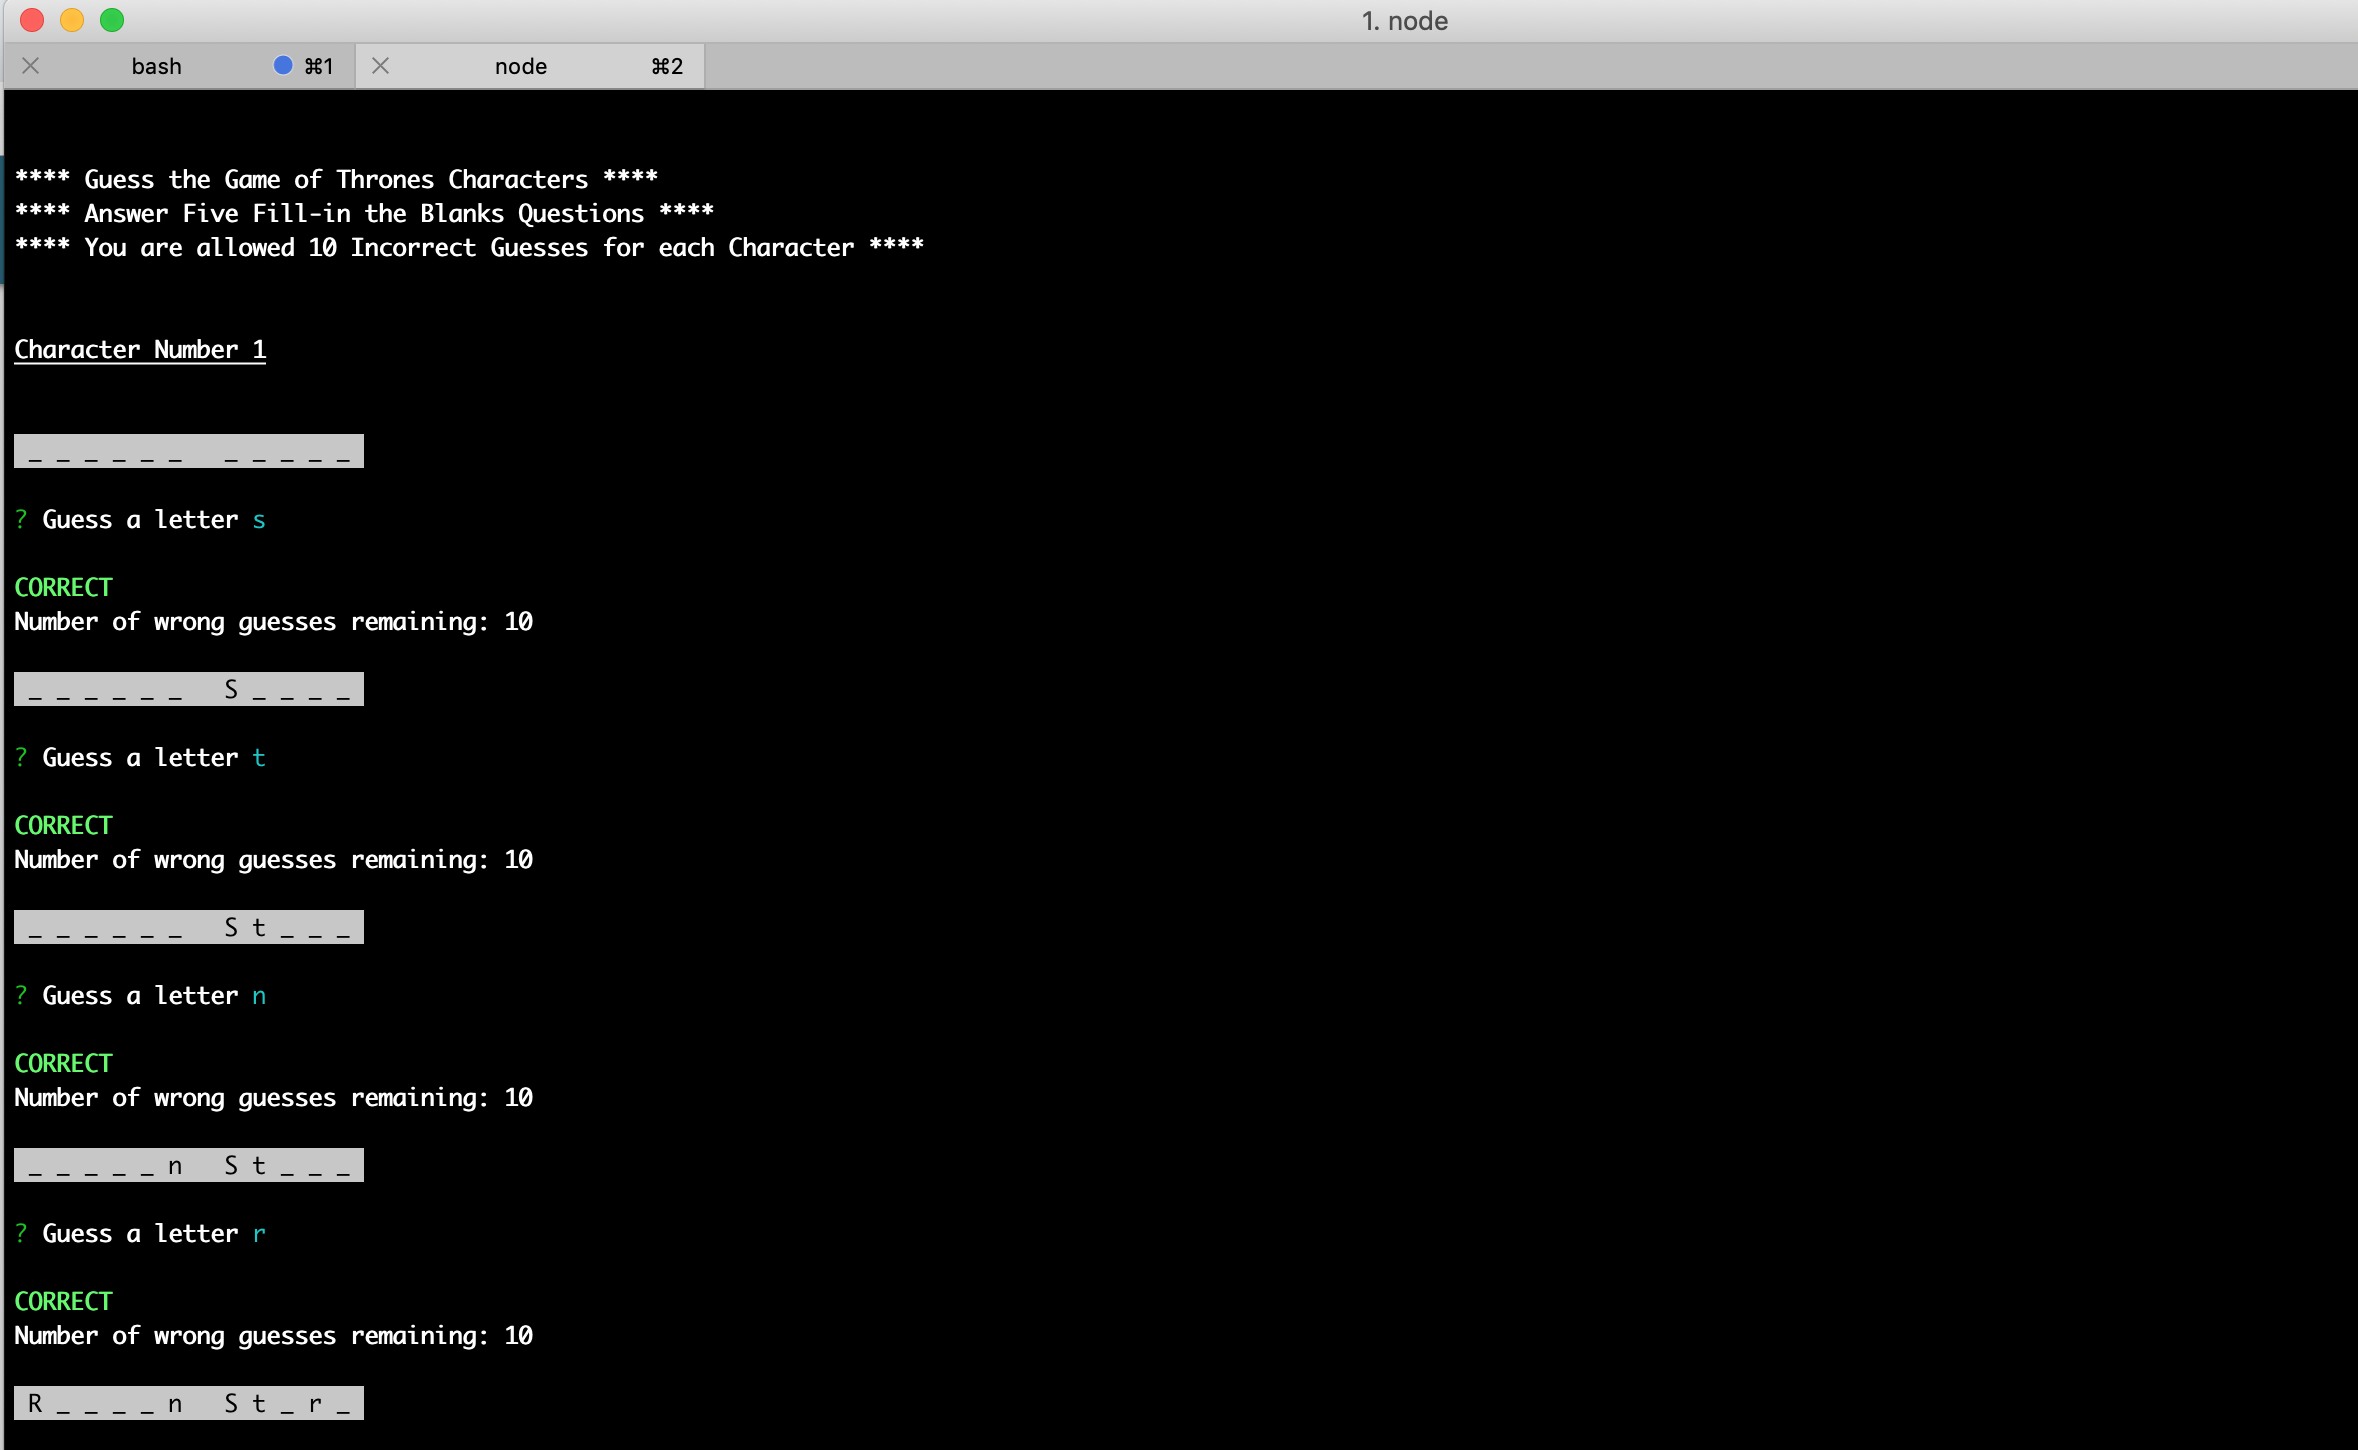 1. node
bash ⌘1 node ⌘2
**** Guess the Game of Thrones Characters ****
**** Answer Five Fill-in the Blanks Questions ****
**** You are allowed 10 Incorrect Guesses for each Character ****
Character Number 1
_ _ _ _ _ _   _ _ _ _ _
? Guess a letter s
CORRECT
Number of wrong guesses remaining: 10
_ _ _ _ _ _   S _ _ _ _
? Guess a letter t
CORRECT
Number of wrong guesses remaining: 10
_ _ _ _ _ _   S t _ _ _
? Guess a letter n
CORRECT
Number of wrong guesses remaining: 10
_ _ _ _ _ n   S t _ _ _
? Guess a letter r
CORRECT
Number of wrong guesses remaining: 10
R _ _ _ _ n   S t _ r _